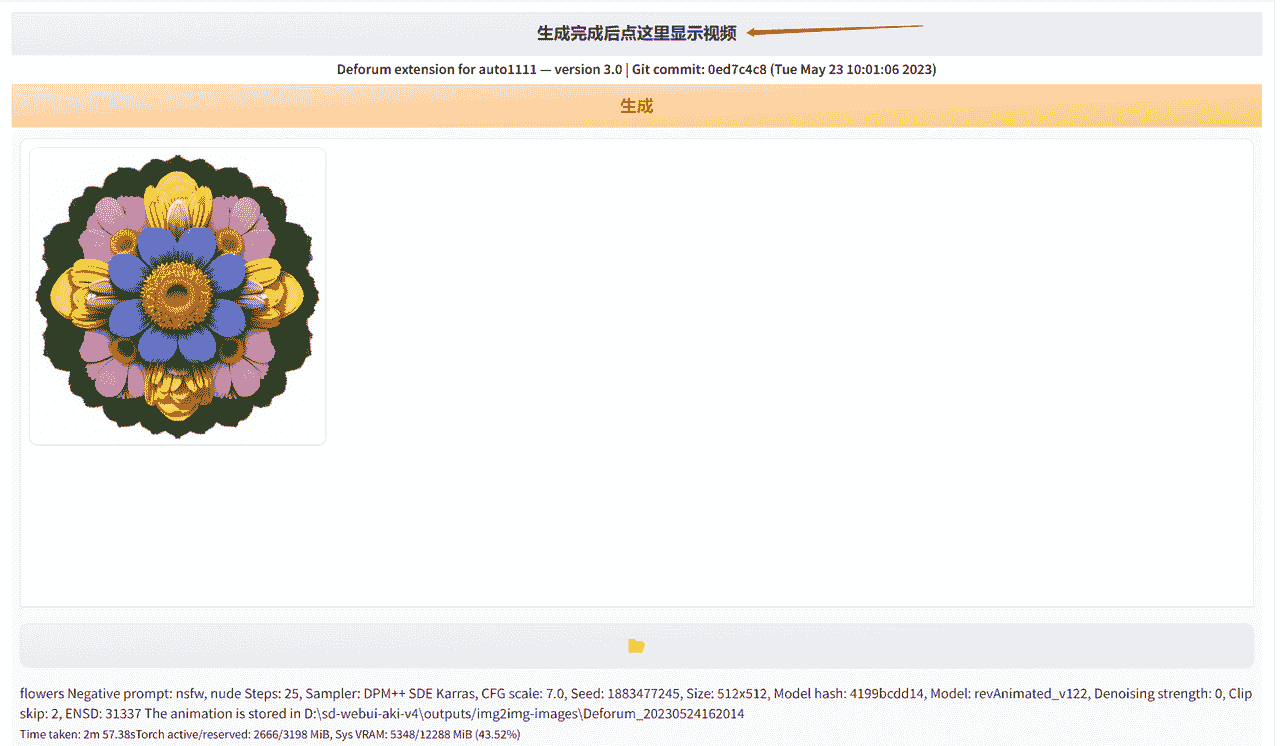 生成完成后点这里显示视频
Deforum extension for auto1111 — version 3.0 | Git commit: 0ed7c4c8 (Tue May 23 10:01:06 2023)
生成
flowers Negative prompt: nsfw, nude Steps: 25, Sampler: DPM++ SDE Karras, CFG scale: 7.0, Seed: 1883477245, Size: 512x512, Model hash: 4199bcdd14, Model: revAnimated_v122, Denoising strength: 0, Clip
skip: 2, ENSD: 31337 The animation is stored in D:\sd-webui-aki-v4\outputs/img2img-images\Deforum_20230524162014
Time taken: 2m 57.38sTorch active/reserved: 2666/3198 MiB, Sys VRAM: 5348/12288 MiB (43.52%)